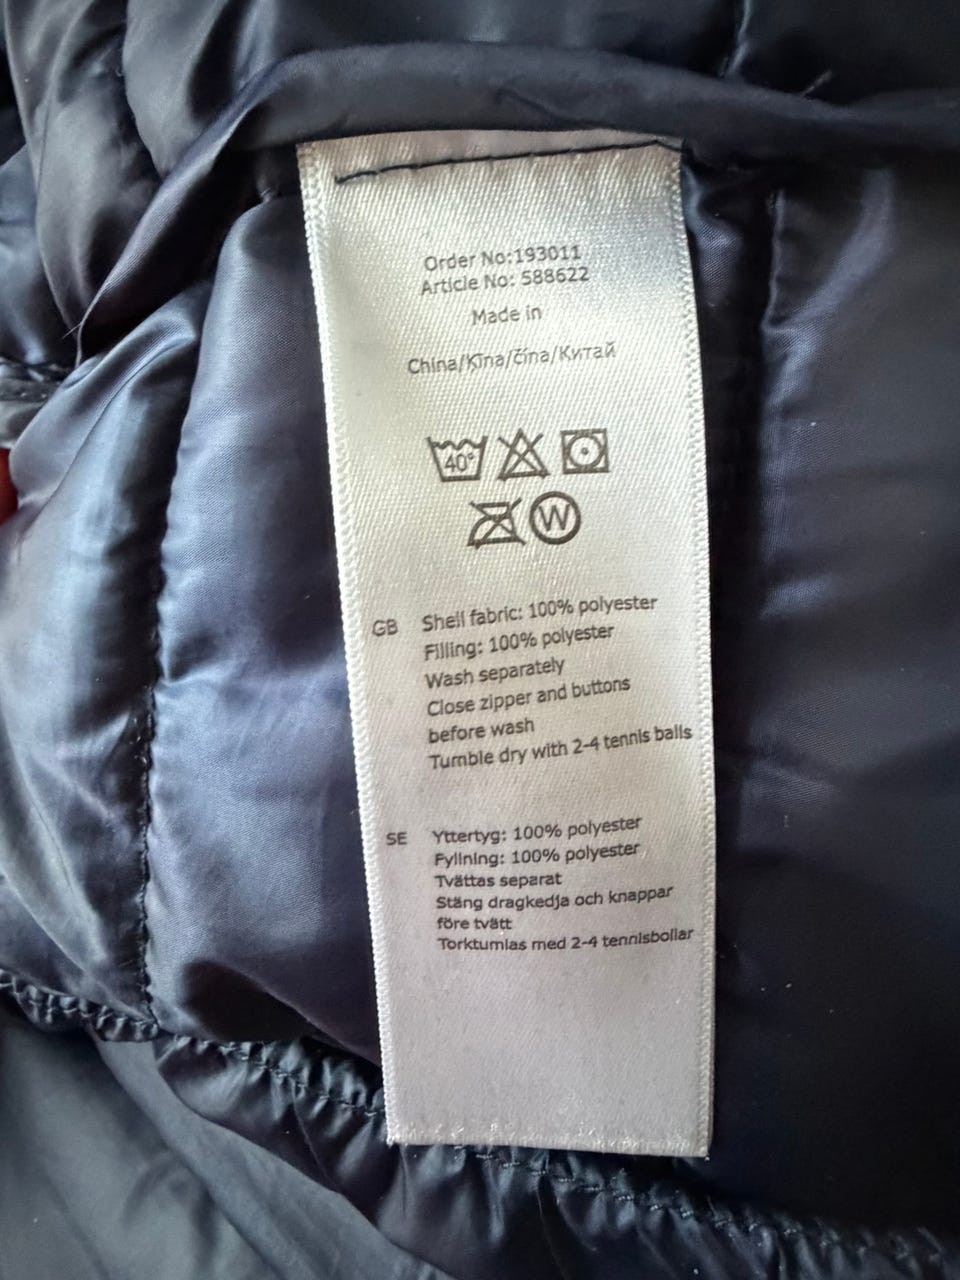 Order No:193011
Article No: 588622
Made in
China/Ķīna/čína/Китай
40°
W
GB Shell fabric: 100% polyester
Filling: 100% polyester
Wash separately
Close zipper and buttons
before wash
Tumble dry with 2-4 tennis balls
SE Yttertyg: 100% polyester
Fyllning: 100% polyester
Tvättas separat
Stäng dragkedja och knappar
före tvätt
Torktumlas med 2-4 tennisbollar